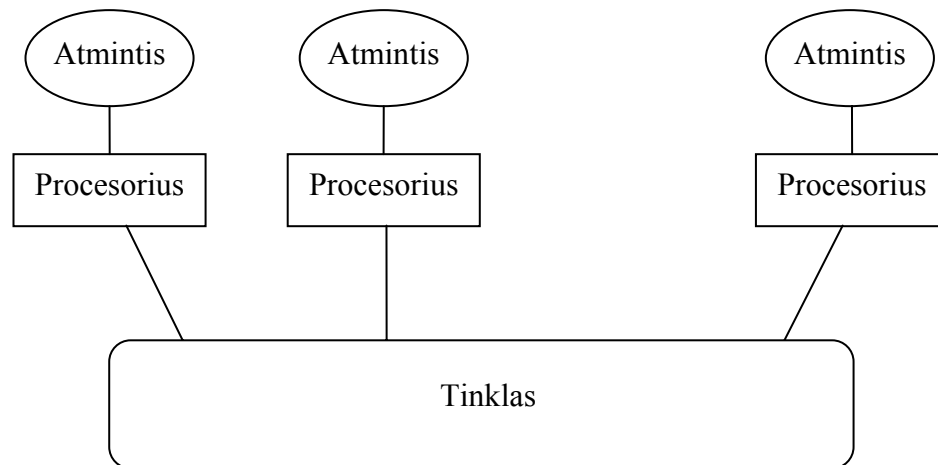 Atmintis
Atmintis
Atmintis
Procesorius
Procesorius
Procesorius
Tinklas